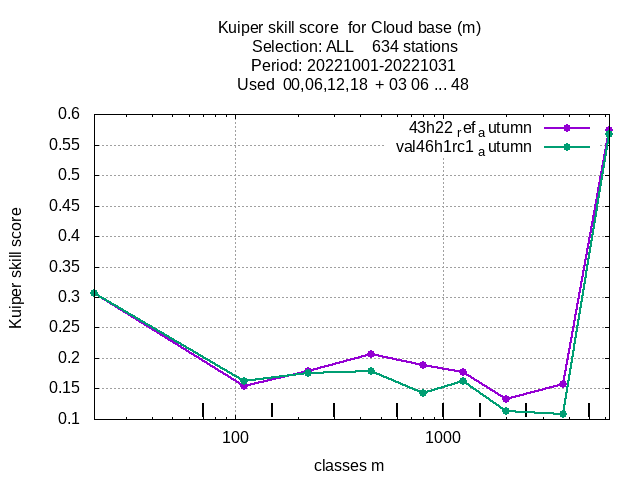 Kuiper skill score  for Cloud base (m)
Selection: ALL    634 stations
Period: 20221001-20221031
Used  00,06,12,18  + 03 06 ... 48
43h22 ref autumn
val46h1rc1 autumn
0.6
0.55
0.5
0.45
0.4
0.35
0.3
0.25
0.2
0.15
0.1
Kuiper skill score
100
1000
classes m